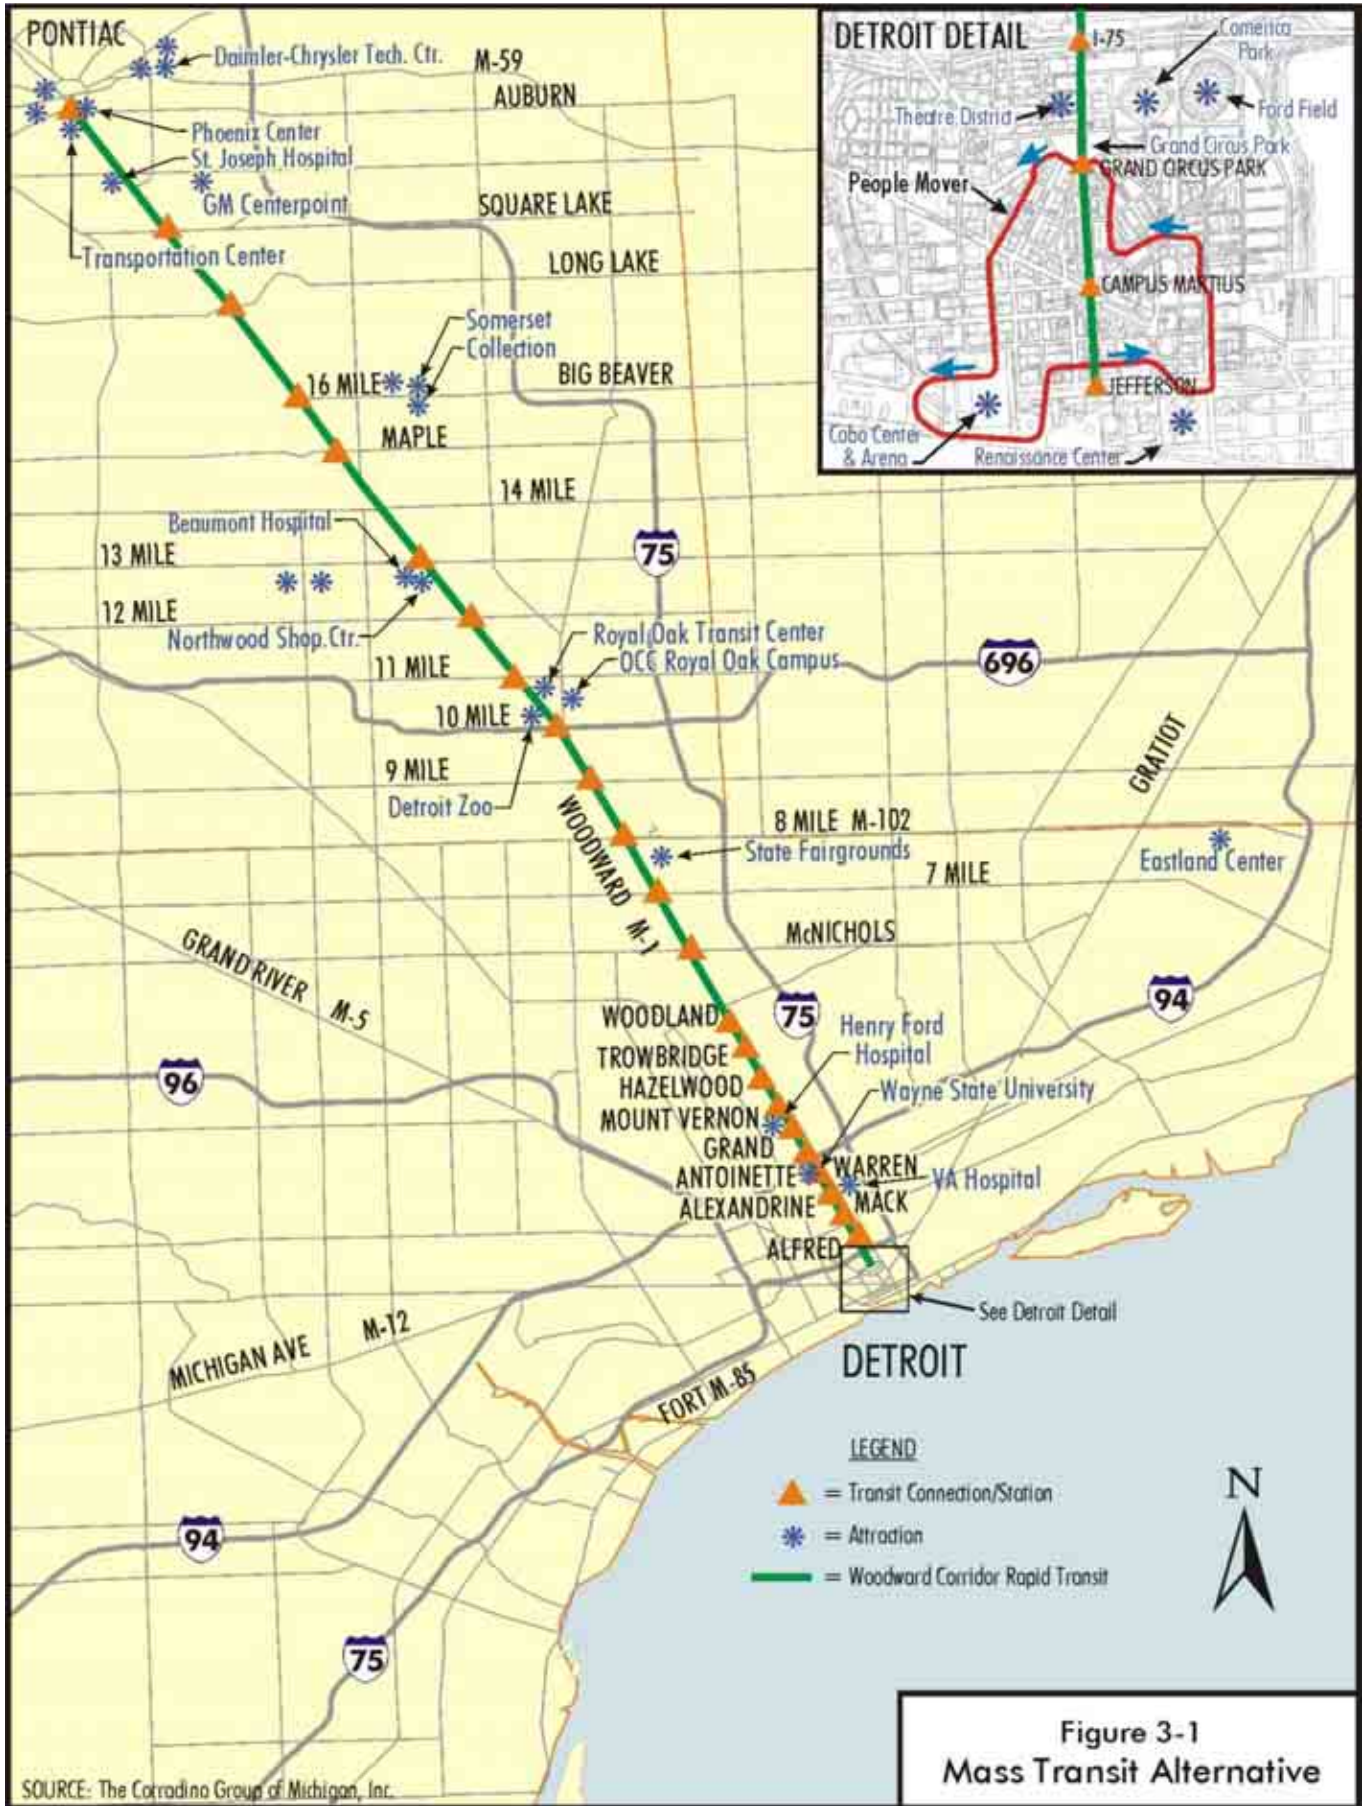 PONTIAC
Daimler-Chrysler Tech. Ctr.
M-59
AUBURN
Phoenix Center
St. Joseph Hospital
GM Centerpoint
SQUARE LAKE
Transportation Center
LONG LAKE
Somerset
Collection
16 MILE
BIG BEAVER
MAPLE
14 MILE
Beaumont Hospital
13 MILE
75
12 MILE
Northwood Shop.Ctr.
Royal Oak Transit Center
OCC Royal Oak Campus
11 MILE
696
10 MILE
9 MILE
Detroit Zoo
GRATIOT
WOODWARD M-1
8 MILE M-102
State Fairgrounds
Eastland Center
7 MILE
McNICHOLS
GRAND RIVER M-5
94
WOODLAND
75
Henry Ford
Hospital
TROWBRIDGE
HAZELWOOD
96
Wayne State University
MOUNT VERNON
GRAND
ANTOINETTE
WARREN
VA Hospital
ALEXANDRINE
MACK
ALFRED
See Detroit Detail
MICHIGAN AVE M-12
DETROIT
FORT M-85
94
75
DETROIT DETAIL
I-75
Comerica
Park
Theatre District
Ford Field
Grand Circus Park
GRAND CIRCUS PARK
People Mover
CAMPUS MARTIUS
JEFFERSON
Cobo Center
& Arena
Renaissance Center
LEGEND
= Transit Connection/Station
= Attraction
= Woodward Corridor Rapid Transit
N
Figure 3-1
Mass Transit Alternative
SOURCE: The Corradino Group of Michigan, Inc.